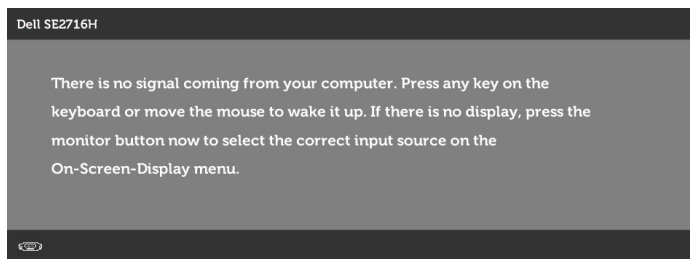 Dell SE2716H
There is no signal coming from your computer. Press any key on the
keyboard or move the mouse to wake it up. If there is no display, press the
monitor button now to select the correct input source on the
On-Screen-Display menu.